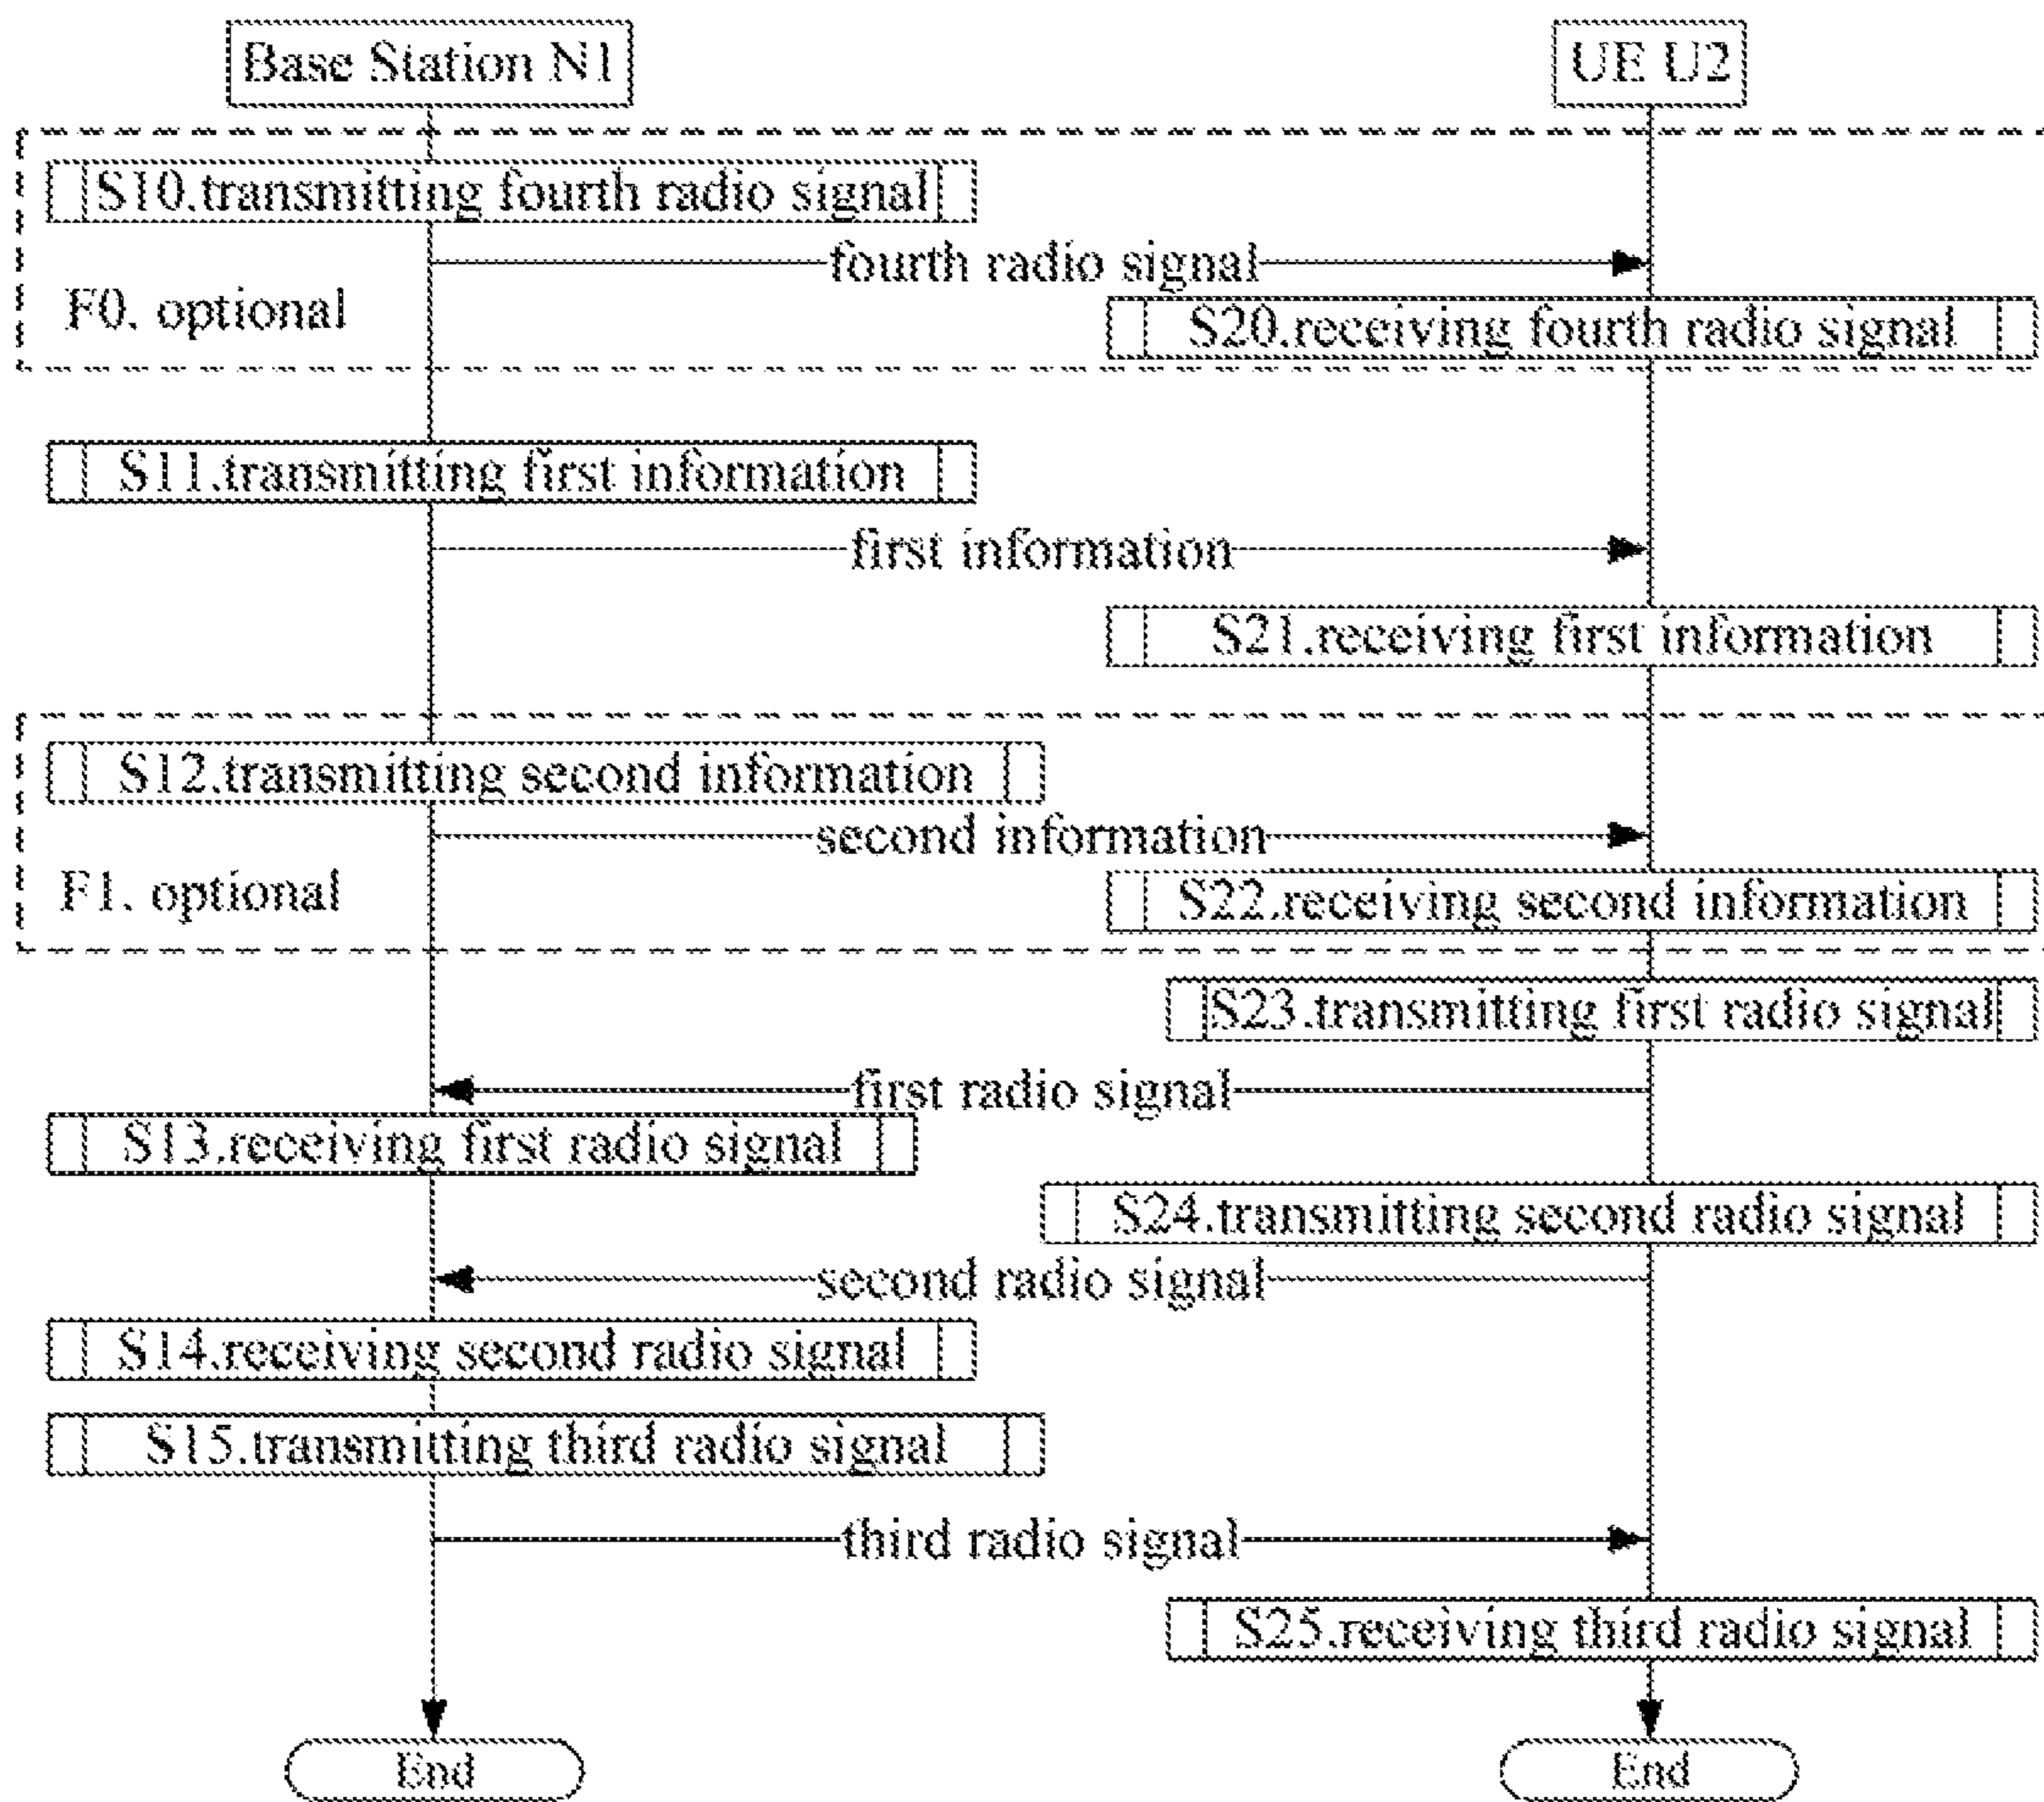 Base Station N1
UE U2
S10.transmitting fourth radio signal
fourth radio signal
F0. optional
S20.receiving fourth radio signal
S11.transmitting first information
first information
S21.receiving first information
S12.transmitting second information
second information
F1. optional
S22.receiving second information
S23.transmitting first radio signal
first radio signal
S13.receiving first radio signal
S24.transmitting second radio signal
second radio signal
S14.receiving second radio signal
S15.transmitting third radio signal
third radio signal
S25.receiving third radio signal
End
End